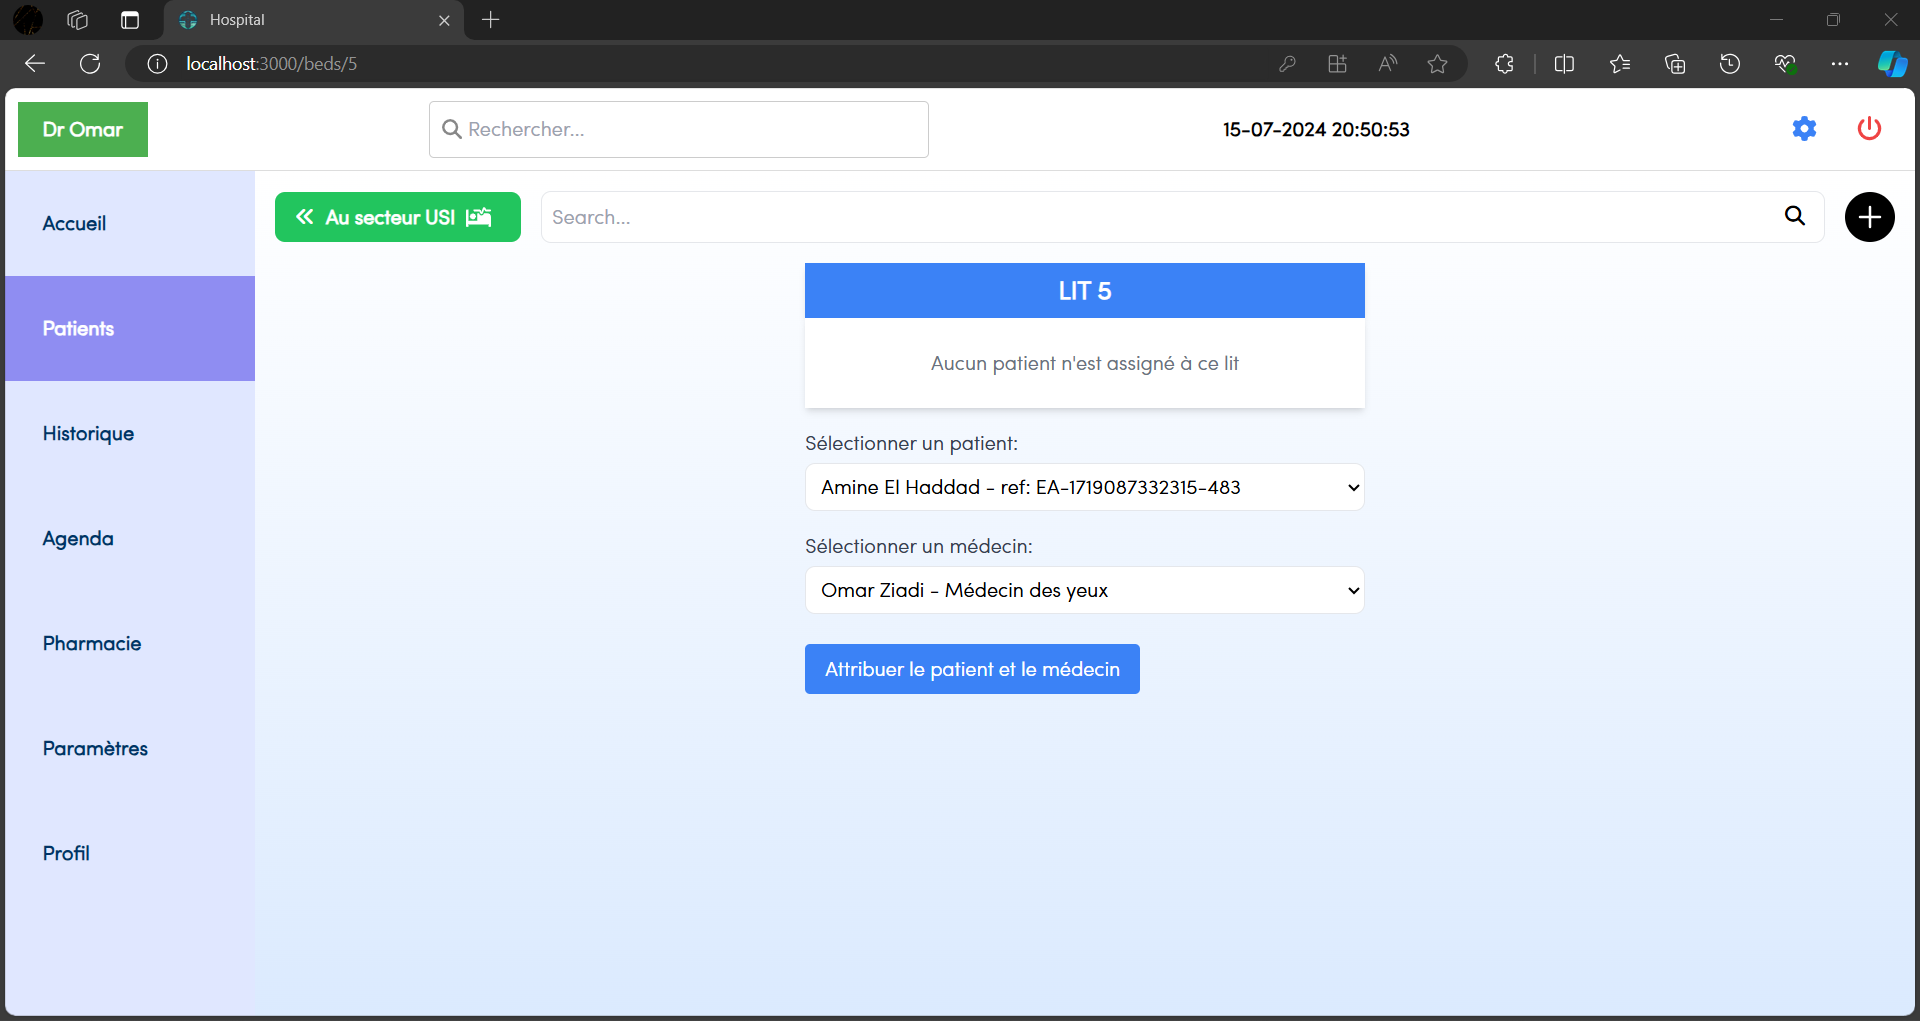 Hospital
localhost:3000/beds/5
Dr Omar
Rechercher...
15-07-2024 20:50:53
Accueil
Patients
Historique
Agenda
Pharmacie
Paramètres
Profil
Au secteur USI
Search...
LIT 5
Aucun patient n'est assigné à ce lit
Sélectionner un patient:
Amine El Haddad - ref: EA-1719087332315-483
Sélectionner un médecin:
Omar Ziadi - Médecin des yeux
Attribuer le patient et le médecin